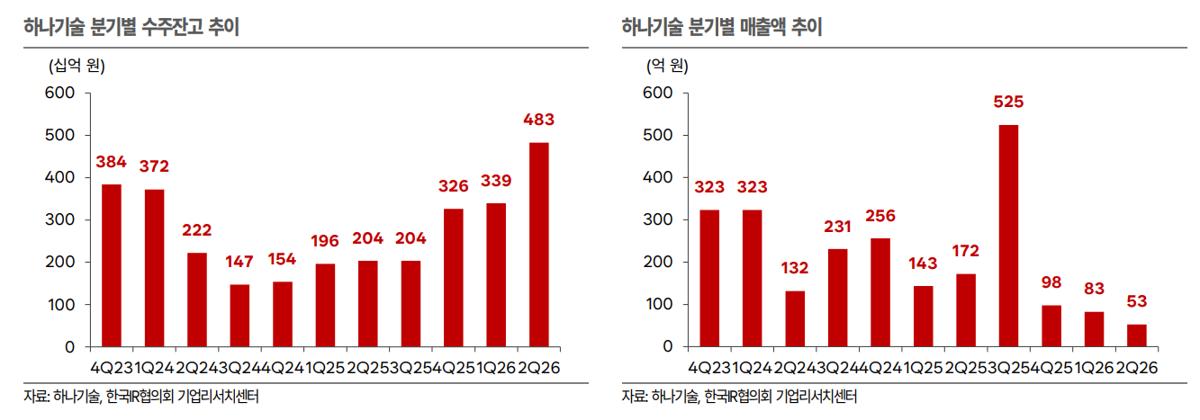 하나기술 분기별 수주잔고 추이
(십억 원)
600
500
400
300
200
100
0
384
372
222
147
154
196
204
204
326
339
483
4Q23
1Q24
2Q24
3Q24
4Q24
1Q25
2Q25
3Q25
4Q25
1Q26
2Q26
자료: 하나기술, 한국IR협의회 기업리서치센터
하나기술 분기별 매출액 추이
(억 원)
600
500
400
300
200
100
0
323
323
132
231
256
143
172
525
98
83
53
4Q23
1Q24
2Q24
3Q24
4Q24
1Q25
2Q25
3Q25
4Q25
1Q26
2Q26
자료: 하나기술, 한국IR협의회 기업리서치센터